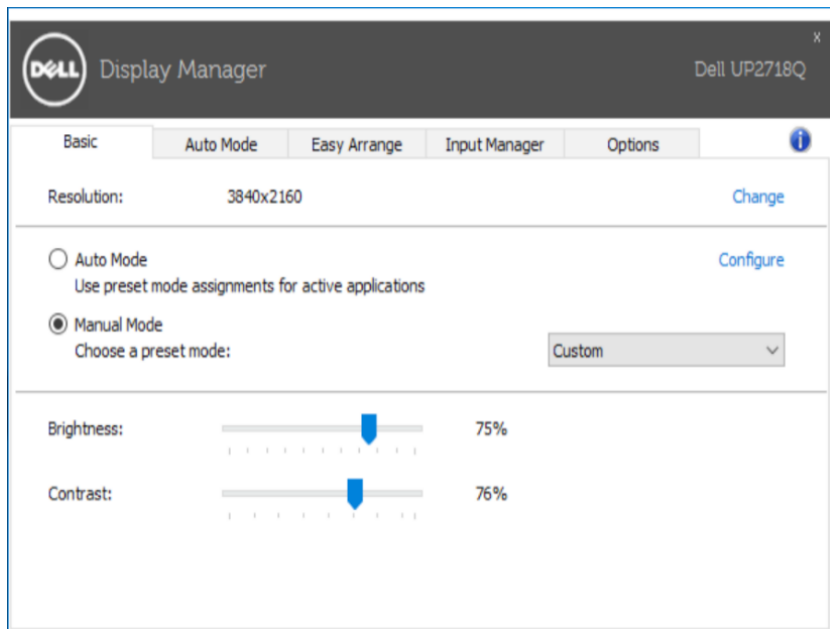 x
DELL Display Manager Dell UP2718Q
Basic Auto Mode Easy Arrange Input Manager Options i
Resolution: 3840x2160 Change
Auto Mode Configure
Use preset mode assignments for active applications
Manual Mode
Choose a preset mode: Custom
Brightness: 75%
Contrast: 76%